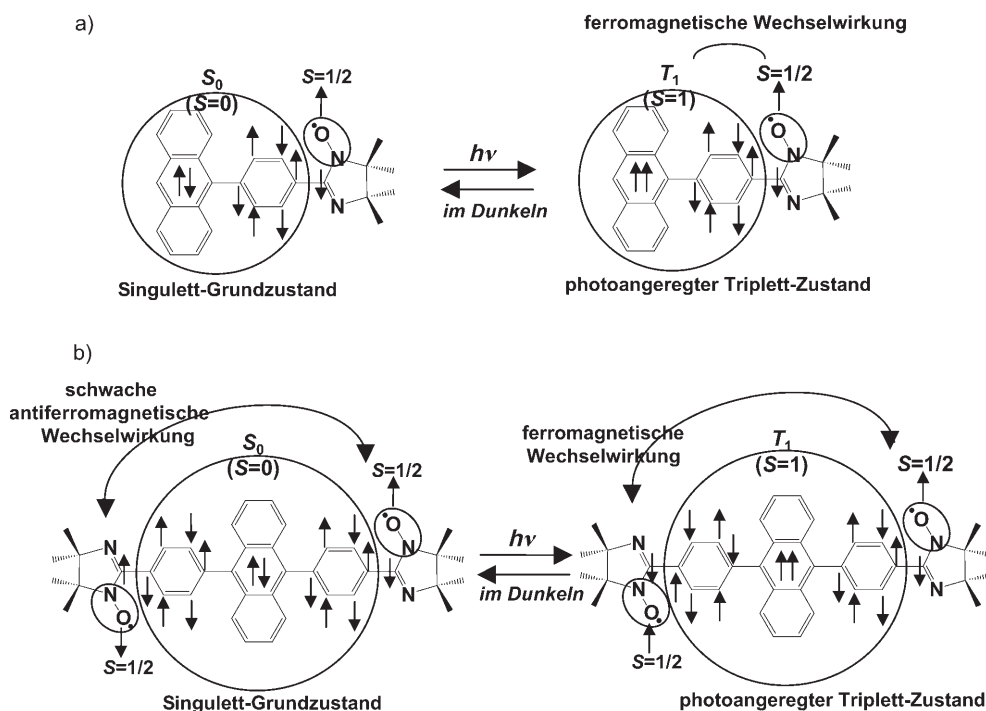 a)
ferromagnetische Wechselwirkung
S₀
(S=0)
S=1/2
•O
N
N
Singulett-Grundzustand
hν
im Dunkeln
T₁
(S=1)
S=1/2
•O
N
N
photoangeregter Triplett-Zustand
b)
schwache
antiferromagnetische
Wechselwirkung
S₀
(S=0)
S=1/2
•O
N
N
N
N
O•
S=1/2
Singulett-Grundzustand
hν
im Dunkeln
ferromagnetische
Wechselwirkung
T₁
(S=1)
S=1/2
•O
N
N
N
N
O•
S=1/2
photoangeregter Triplett-Zustand